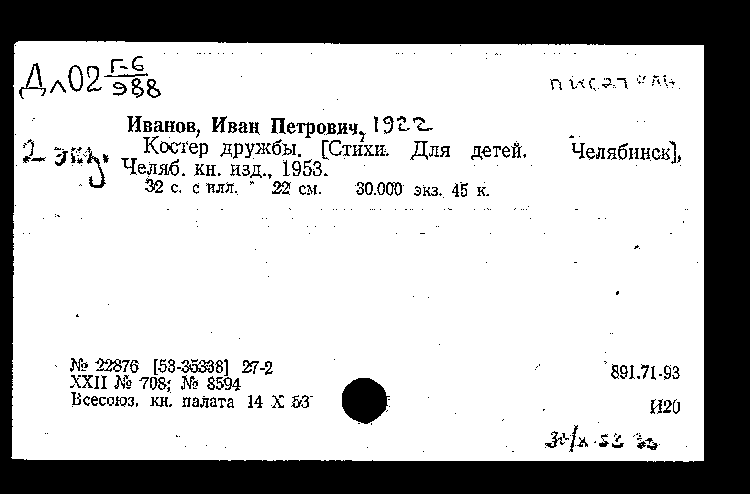 Дл02 Г-6/988
Иванов, Иван Петрович, 1922
2 экз.
Костер дружбы. [Стихи. Для детей. Челябинск],
Челяб. кн. изд., 1953.
32 с. с илл. 22 см. 30.000 экз. 45 к.
№ 22876 [53-35338] 27-2
XXII № 708; № 8594
Всесоюз. кн. палата 14 X 53
891.71-93
И20